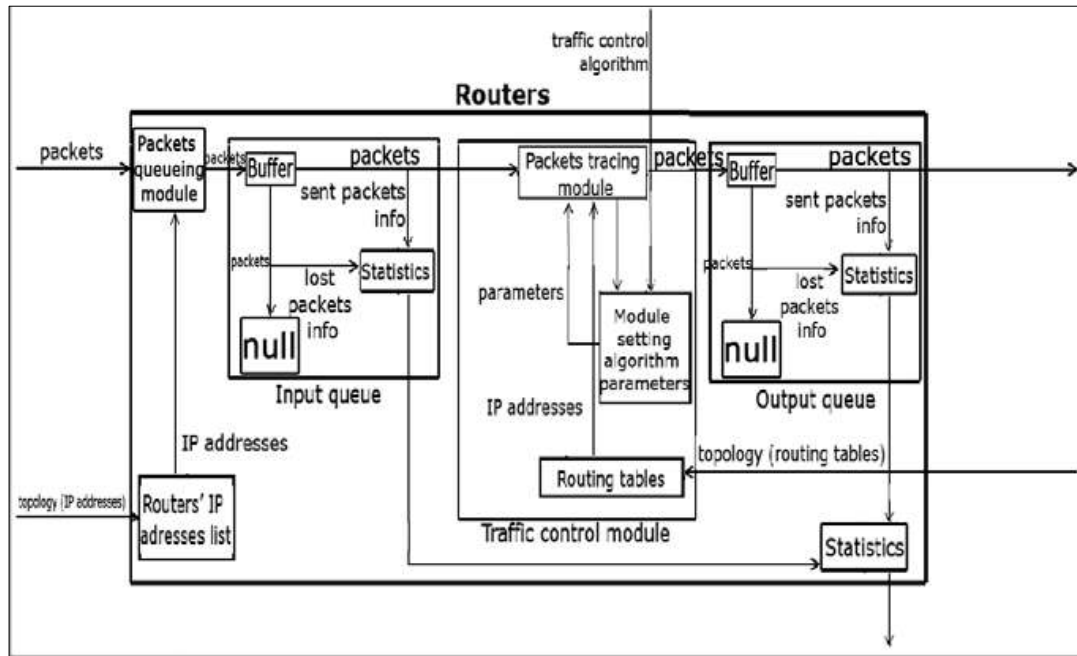 traffic control
algorithm
Routers
packets
Packets
queueing
module
packets
Buffer
packets
sent packets
info
packets
lost
packets
info
Statistics
null
Input queue
Packets tracing
module
parameters
Module
setting
algorithm
parameters
IP addresses
Routing tables
Traffic control module
packets
Buffer
packets
sent packets
info
packets
lost
packets
info
Statistics
null
Output queue
IP addresses
topology (IP addresses)
Routers' IP
adresses list
topology (routing tables)
Statistics